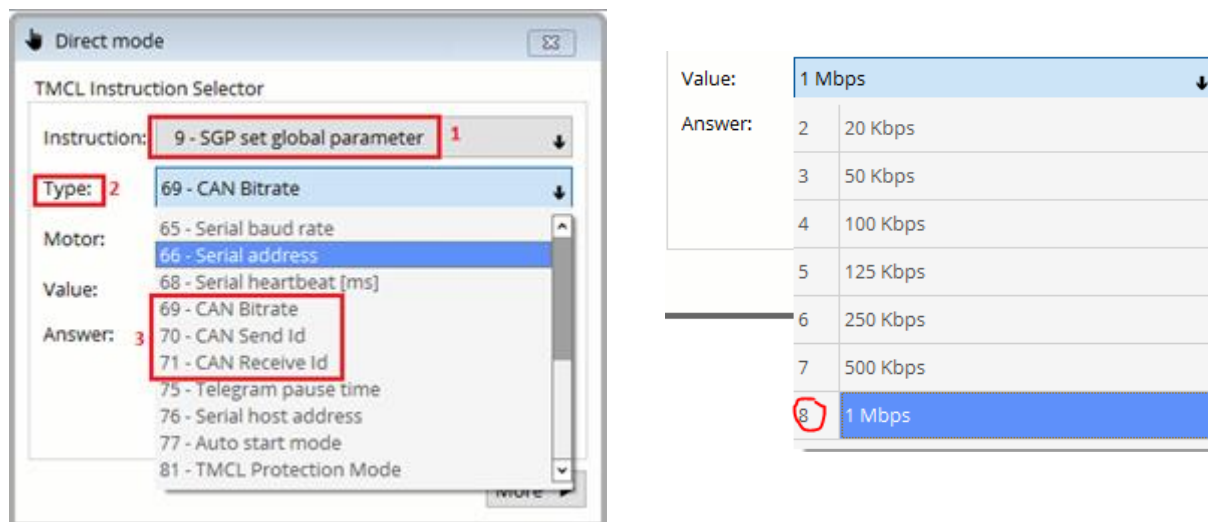 Direct mode
TMCL Instruction Selector
Instruction: 9 - SGP set global parameter 1
Type: 2 69 - CAN Bitrate
65 - Serial baud rate
Motor:
66 - Serial address
Value:
68 - Serial heartbeat [ms]
69 - CAN Bitrate
Answer: 3 70 - CAN Send Id
71 - CAN Receive Id
75 - Telegram pause time
76 - Serial host address
77 - Auto start mode
81 - TMCL Protection Mode
More
Value: 1 Mbps
Answer:
2 20 Kbps
3 50 Kbps
4 100 Kbps
5 125 Kbps
6 250 Kbps
7 500 Kbps
8 1 Mbps